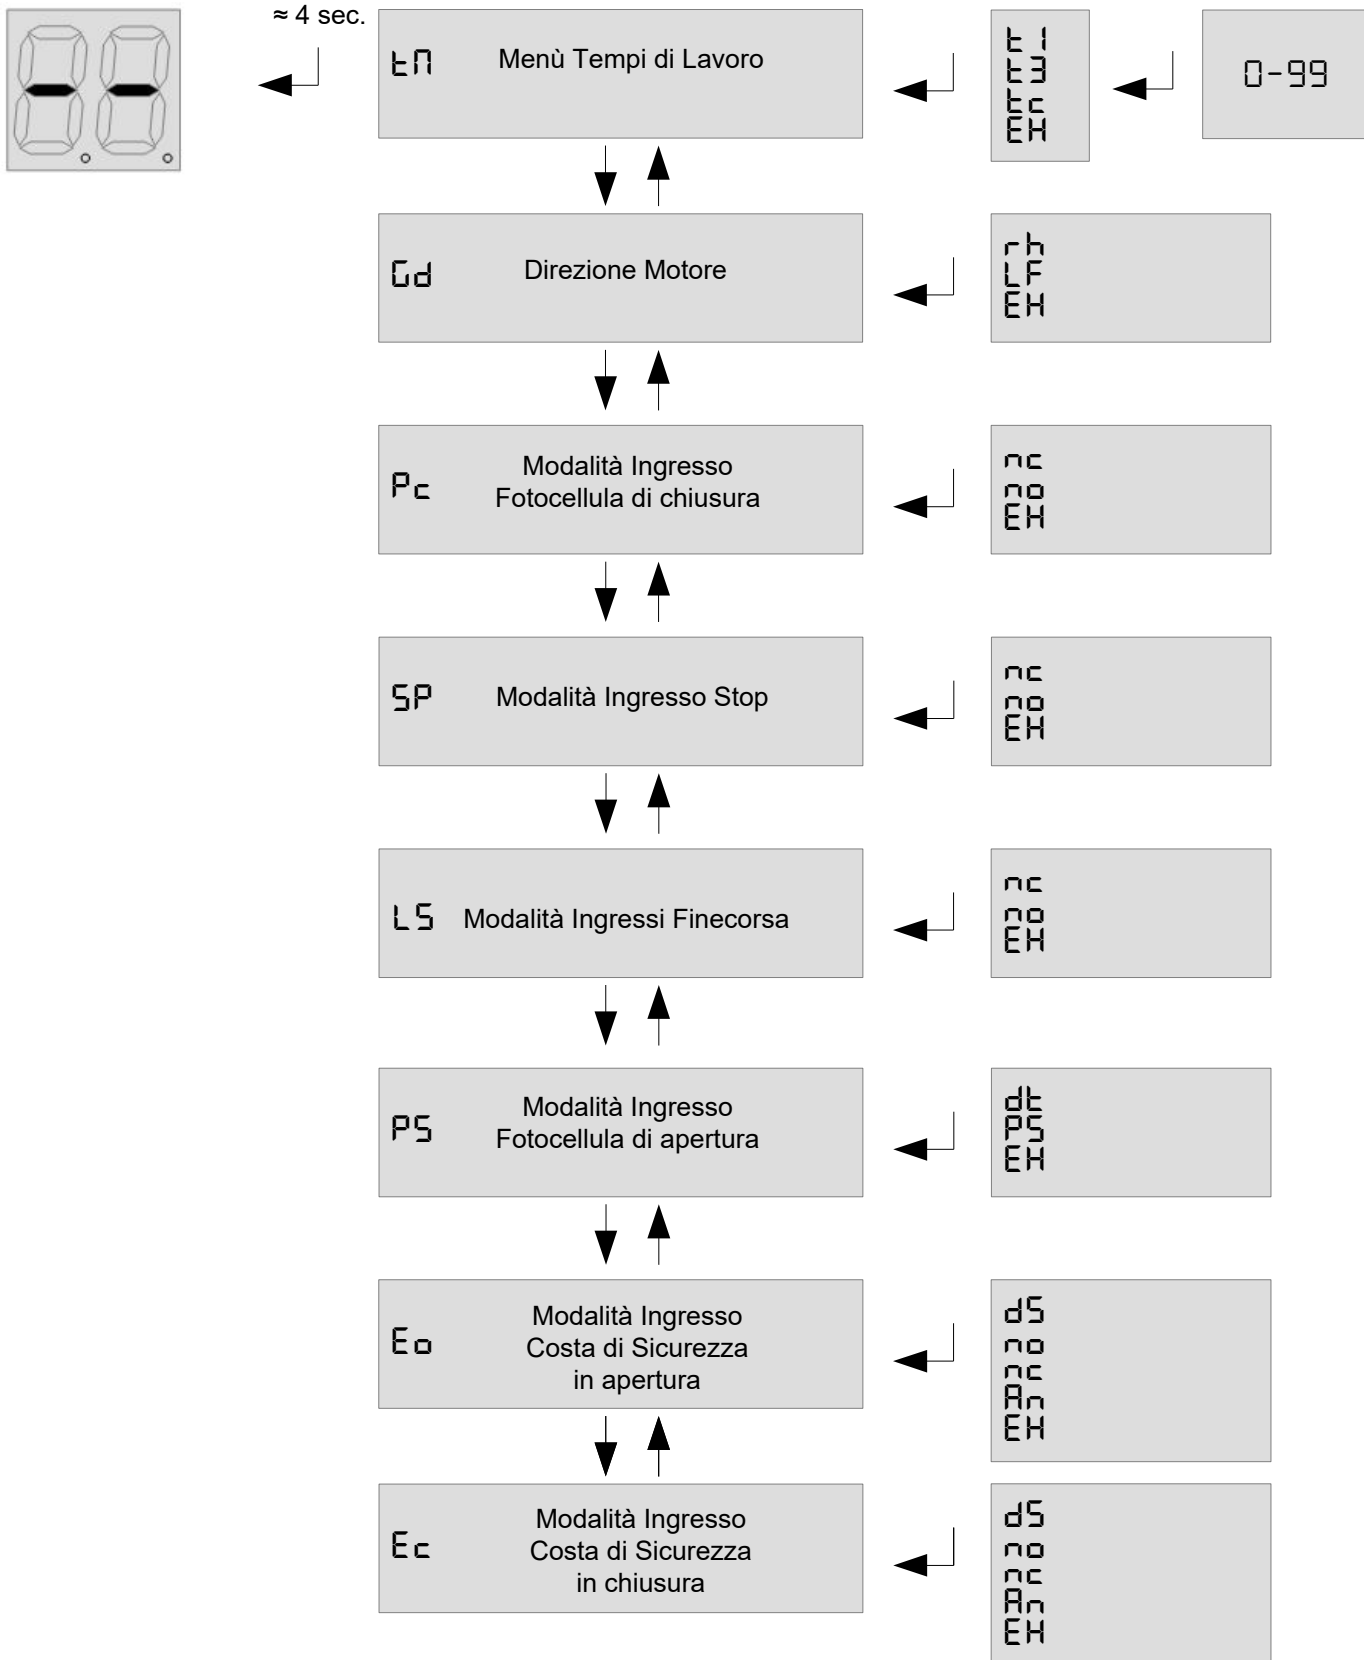 ≈ 4 sec.
tM Menù Tempi di Lavoro
t1
t3
tc
EH
0-99
Gd Direzione Motore
rh
LF
EH
Pc
Modalità Ingresso
Fotocellula di chiusura
nc
no
EH
SP Modalità Ingresso Stop
nc
no
EH
LS Modalità Ingressi Finecorsa
nc
no
EH
PS
Modalità Ingresso
Fotocellula di apertura
dt
PS
EH
Eo
Modalità Ingresso
Costa di Sicurezza
in apertura
dS
no
nc
An
EH
Ec
Modalità Ingresso
Costa di Sicurezza
in chiusura
dS
no
nc
An
EH